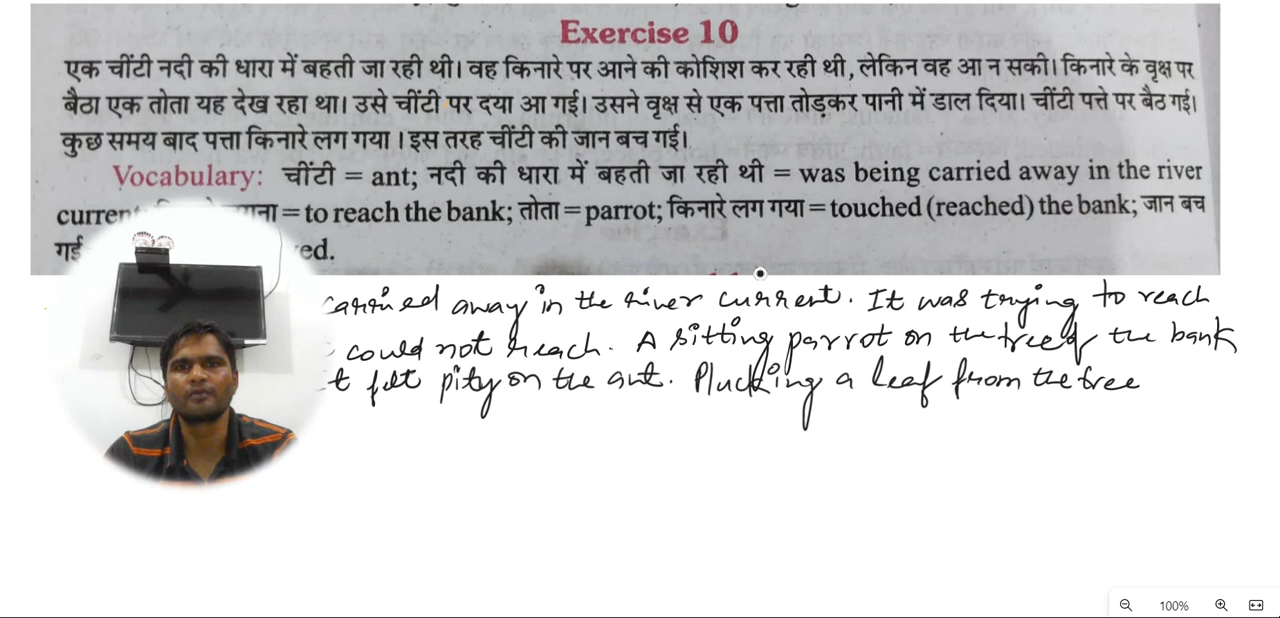 Exercise 10
एक चींटी नदी की धारा में बहती जा रही थी। वह किनारे पर आने की कोशिश कर रही थी, लेकिन वह आ न सकी। किनारे के वृक्ष पर
बैठा एक तोता यह देख रहा था। उसे चींटी पर दया आ गई। उसने वृक्ष से एक पत्ता तोड़कर पानी में डाल दिया। चींटी पत्ते पर बैठ गई।
कुछ समय बाद पत्ता किनारे लग गया। इस तरह चींटी की जान बच गई।
Vocabulary: चींटी = ant; नदी की धारा में बहती जा रही थी = was being carried away in the river
= to reach the bank; तोता = parrot; किनारे लग गया = touched (reached) the bank; जान बच
गई
carried away in the river current. It was trying to reach
could not reach. A sitting parrot on the tree of the bank
felt pity on the ant. Plucking a leaf from the tree
100%